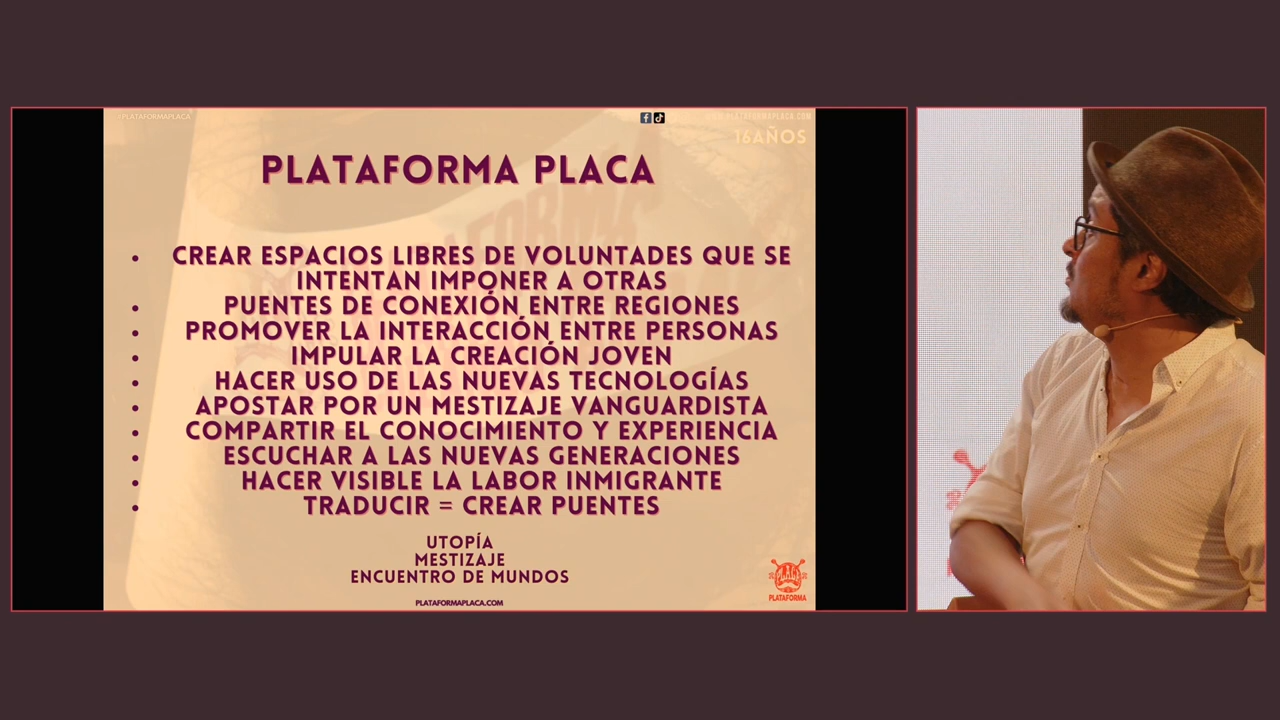 #PLATAFORMAPLACA
WWW.PLATAFORMAPLACA.COM
16AÑOS
PLATAFORMA PLACA
• CREAR ESPACIOS LIBRES DE VOLUNTADES QUE SE
INTENTAN IMPONER A OTRAS
• PUENTES DE CONEXIÓN ENTRE REGIONES
• PROMOVER LA INTERACCIÓN ENTRE PERSONAS
• IMPULAR LA CREACIÓN JOVEN
• HACER USO DE LAS NUEVAS TECNOLOGÍAS
• APOSTAR POR UN MESTIZAJE VANGUARDISTA
• COMPARTIR EL CONOCIMIENTO Y EXPERIENCIA
• ESCUCHAR A LAS NUEVAS GENERACIONES
• HACER VISIBLE LA LABOR INMIGRANTE
• TRADUCIR = CREAR PUENTES
UTOPÍA
MESTIZAJE
ENCUENTRO DE MUNDOS
PLATAFORMAPLACA.COM
PLACA
PLATAFORMA